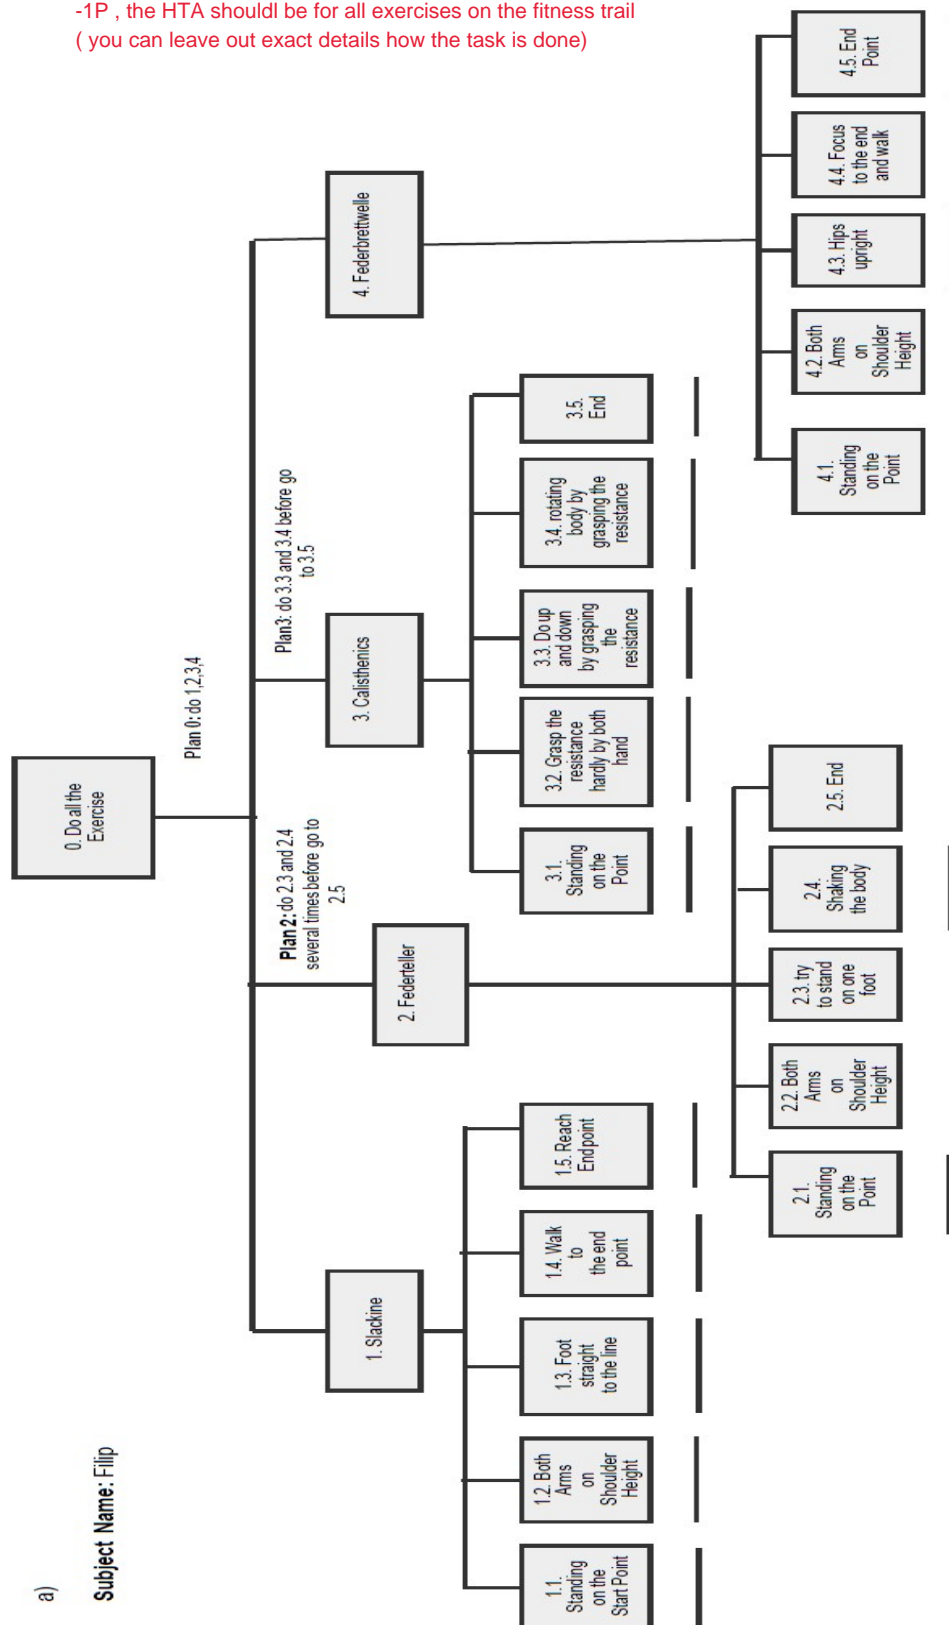 -1P , the HTA shouldl be for all exercises on the fitness trail
( you can leave out exact details how the task is done)
a)
Subject Name: Filip
0. Do all the
Exercise
Plan 0: do 1,2,3,4
1. Slackine
1.1.
Standing
on the
Start Point
1.2. Both
Arms
on
Shoulder
Height
1.3. Foot
straight
to the line
1.4. Walk
to
the end
point
1.5. Reach
Endpoint
Plan 2: do 2.3 and 2.4
several times before go to
2.5
2. Federteller
2.1.
Standing
on the
Point
2.2. Both
Arms
on
Shoulder
Height
2.3. try
to stand
on one
foot
2.4.
Shaking
the body
2.5. End
Plan3: do 3.3 and 3.4 before go
to 3.5
3. Calisthenics
3.1.
Standing
on the
Point
3.2. Grasp the
resistance
hardly by both
hand
3.3. Do up
and down
by grasping
the
resistance
3.4. rotating
body by
grasping the
resistance
3.5.
End
4. Federbrettwelle
4.1.
Standing
on the
Point
4.2. Both
Arms
on
Shoulder
Height
4.3. Hips
upright
4.4. Focus
to the end
and walk
4.5. End
Point